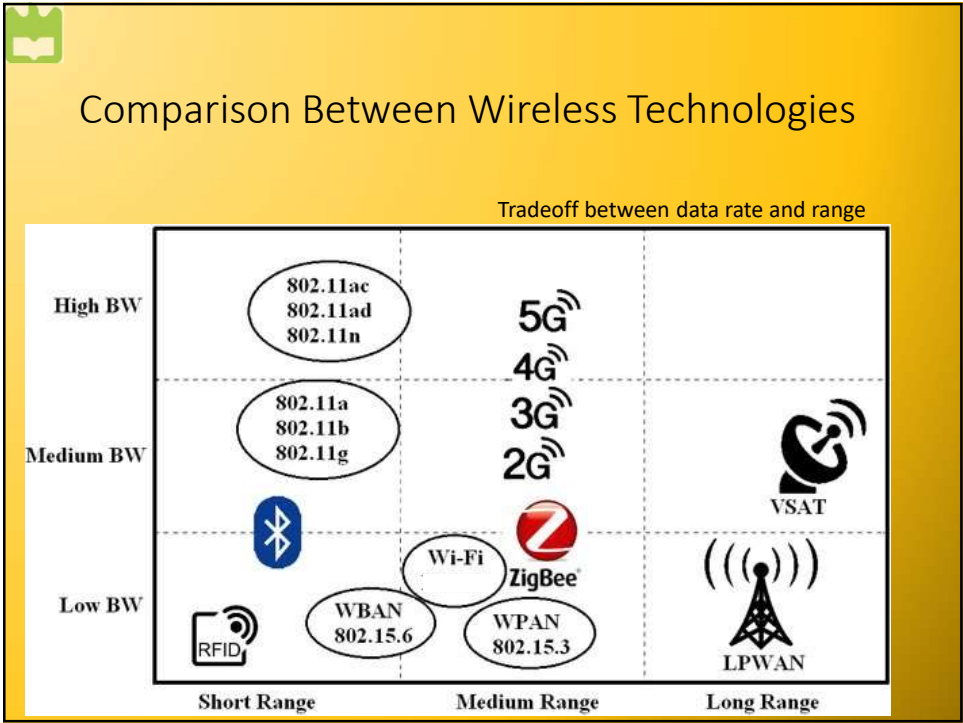 Comparison Between Wireless Technologies
Tradeoff between data rate and range
High BW
802.11ac
802.11ad
802.11n
5G
4G
Medium BW
802.11a
802.11b
802.11g
3G
2G
VSAT
Low BW
Wi-Fi
ZigBee
WBAN
802.15.6
WPAN
802.15.3
RFID
LPWAN
Short Range
Medium Range
Long Range